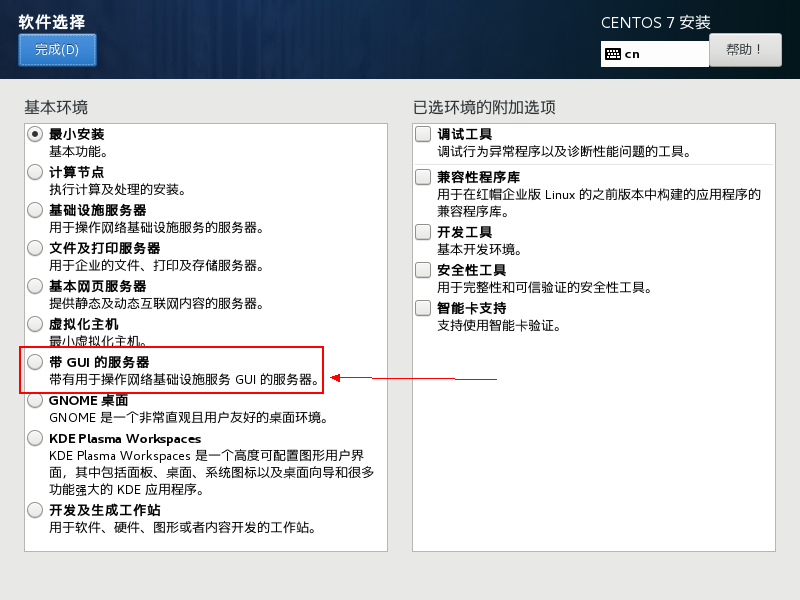 软件选择
完成(D)
CENTOS 7 安装
cn
帮助！
基本环境
最小安装
基本功能。
计算节点
执行计算及处理的安装。
基础设施服务器
用于操作网络基础设施服务的服务器。
文件及打印服务器
用于企业的文件、打印及存储服务器。
基本网页服务器
提供静态及动态互联网内容的服务器。
虚拟化主机
最小虚拟化主机。
带 GUI 的服务器
带有用于操作网络基础设施服务 GUI 的服务器。
GNOME 桌面
GNOME 是一个非常直观且用户友好的桌面环境。
KDE Plasma Workspaces
KDE Plasma Workspaces 是一个高度可配置图形用户界
面，其中包括面板、桌面、系统图标以及桌面向导和很多
功能强大的 KDE 应用程序。
开发及生成工作站
用于软件、硬件、图形或者内容开发的工作站。
已选环境的附加选项
调试工具
调试行为异常程序以及诊断性能问题的工具。
兼容性程序库
用于在红帽企业版 Linux 的之前版本中构建的应用程序的
兼容程序库。
开发工具
基本开发环境。
安全性工具
用于完整性和可信验证的安全性工具。
智能卡支持
支持使用智能卡验证。